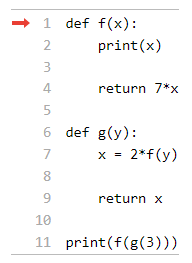 1 def f(x):
2     print(x)
3
4     return 7*x
5
6 def g(y):
7     x = 2*f(y)
8
9     return x
10
11 print(f(g(3)))